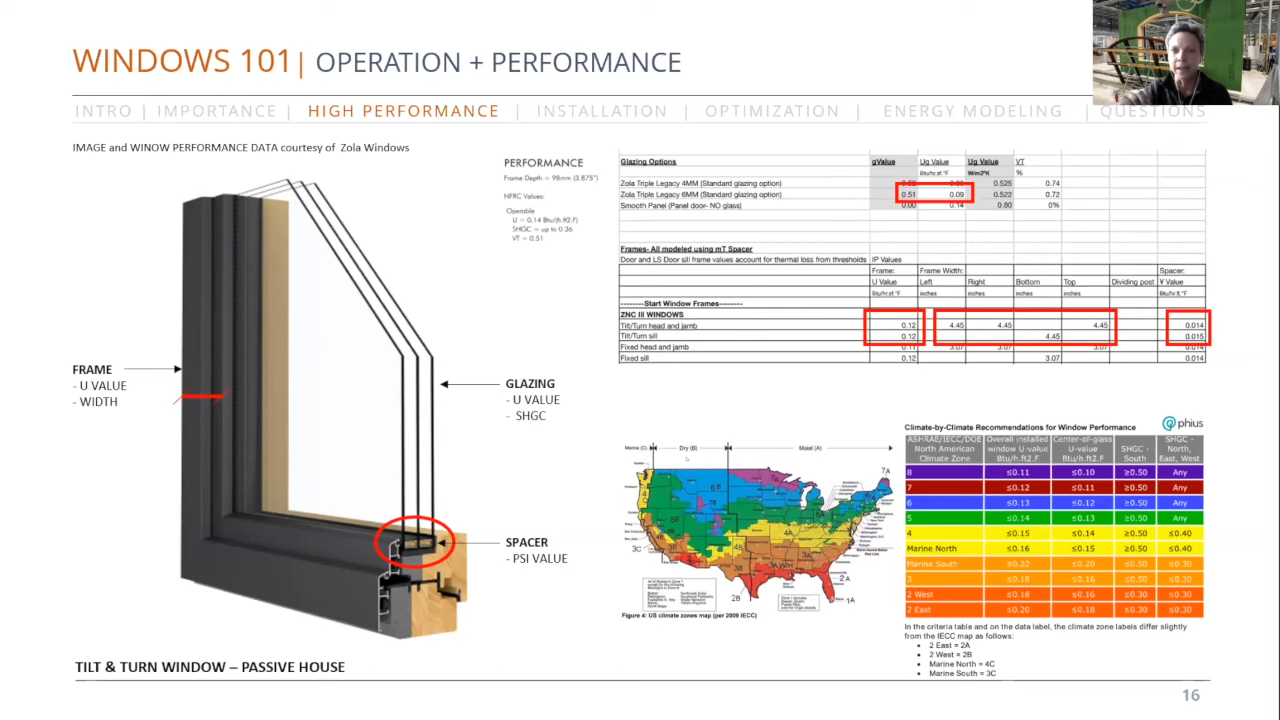 WINDOWS 101| OPERATION + PERFORMANCE
INTRO | IMPORTANCE | HIGH PERFORMANCE | INSTALLATION | OPTIMIZATION | ENERGY MODELING | QUESTIONS
IMAGE and WINOW PERFORMANCE DATA courtesy of Zola Windows
PERFORMANCE
Frame Depth = 98mm (3.875")
NFRC Values:
Operable
U = 0.14 Btu/(h.ft2.F)
SHGC = up to 0.36
VT = 0.51
Glazing Options gValue Ug Value Ug Value VT
Btu/hr.sf.°F W/m2*K %
Zola Triple Legacy 4MM (Standard glazing option) 0.525 0.74
Zola Triple Legacy 6MM (Standard glazing option) 0.51 0.09 0.522 0.72
Smooth Panel (Panel door- NO glass) 0.00 0.14 0.80 0%
Frames- All modeled using mT Spacer
Door and LS Door sill frame values account for thermal loss from thresholds IP Values
Frame: Frame Width: Spacer:
U Value Left Right Bottom Top Dividing post Ψ Value
Btu/hr.sf.°F inches inches inches inches Btu/hr.ft.°F
--------Start Window Frames-------
ZNC III WINDOWS
Tilt/Turn head and jamb 0.12 4.45 4.45 4.45 0.014
Tilt/Turn sill 0.12 4.45 0.015
Fixed head and jamb 0.11 3.07 3.07 3.07 0.014
Fixed sill 0.12 3.07 0.014
FRAME
- U VALUE
- WIDTH
GLAZING
- U VALUE
- SHGC
SPACER
- PSI VALUE
TILT & TURN WINDOW – PASSIVE HOUSE
Marine (C) Dry (B) Moist (A)
7A
6B
7B
5B
4C
3C
4B
4A
3B
3A
2B
2A
1A
Figure 4: US climate zones map (per 2009 IECC)
phius
Climate-by-Climate Recommendations for Window Performance
ASHRAE/IECC/DOE North American Climate Zone Overall installed window U-value Btu/h.ft2.F Center-of-glass U-value Btu/h.ft2.F SHGC - South SHGC - North, East, West
8 ≤0.11 ≤0.10 ≥0.50 Any
7 ≤0.12 ≤0.11 ≥0.50 Any
6 ≤0.13 ≤0.12 ≥0.50 Any
5 ≤0.14 ≤0.13 ≥0.50 Any
4 ≤0.15 ≤0.14 ≥0.50 ≤0.40
Marine North ≤0.16 ≤0.15 ≥0.50 ≤0.40
Marine South ≤0.22 ≤0.20 ≥0.50 ≤0.30
3 ≤0.18 ≤0.16 ≥0.50 ≤0.30
2 West ≤0.18 ≤0.16 ≤0.30 ≤0.30
2 East ≤0.20 ≤0.18 ≤0.30 ≤0.30
In the criteria table and on the data label, the climate zone labels differ slightly
from the IECC map as follows:
• 2 East = 2A
• 2 West = 2B
• Marine North = 4C
• Marine South = 3C
16